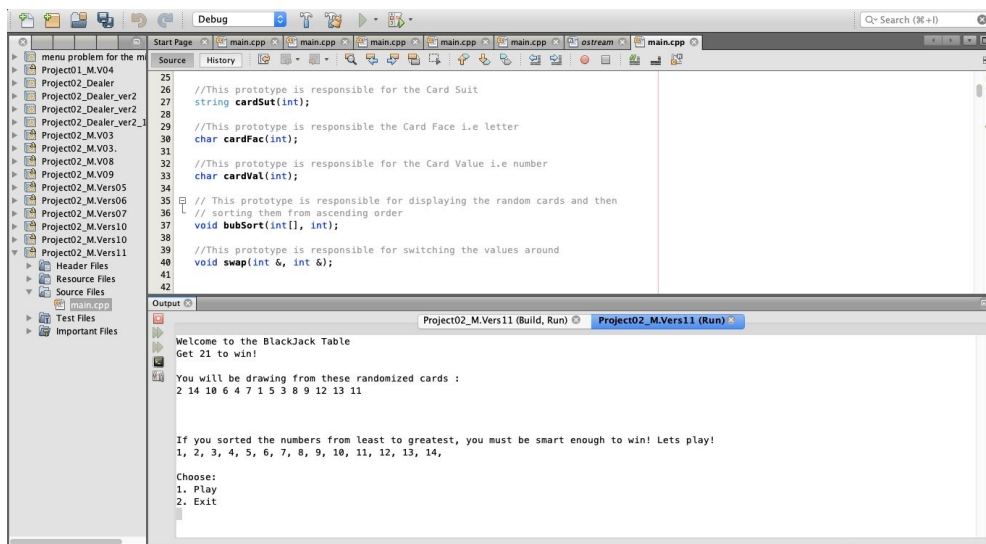 Debug
Search (⌘+I)
Start Page main.cpp main.cpp main.cpp main.cpp main.cpp ostream main.cpp
Source History
menu problem for the mi
Project01_M.V04
Project02_Dealer
Project02_Dealer_ver2
Project02_Dealer_ver2
Project02_Dealer_ver2_1
Project02_M.V03
Project02_M.V03.
Project02_M.V08
Project02_M.V09
Project02_M.Vers05
Project02_M.Vers06
Project02_M.Vers07
Project02_M.Vers10
Project02_M.Vers10
Project02_M.Vers11
Header Files
Resource Files
Source Files
main.cpp
Test Files
Important Files
25
26 //This prototype is responsible for the Card Suit
27 string cardSut(int);
28
29 //This prototype is responsible the Card Face i.e letter
30 char cardFac(int);
31
32 //This prototype is responsible for the Card Value i.e number
33 char cardVal(int);
34
35 // This prototype is responsible for displaying the random cards and then
36 // sorting them from ascending order
37 void bubSort(int[], int);
38
39 //This prototype is responsible for switching the values around
40 void swap(int &, int &);
41
42
Output
Project02_M.Vers11 (Build, Run) Project02_M.Vers11 (Run)
Welcome to the BlackJack Table
Get 21 to win!
You will be drawing from these randomized cards :
2 14 10 6 4 7 1 5 3 8 9 12 13 11
If you sorted the numbers from least to greatest, you must be smart enough to win! Lets play!
1, 2, 3, 4, 5, 6, 7, 8, 9, 10, 11, 12, 13, 14,
Choose:
1. Play
2. Exit